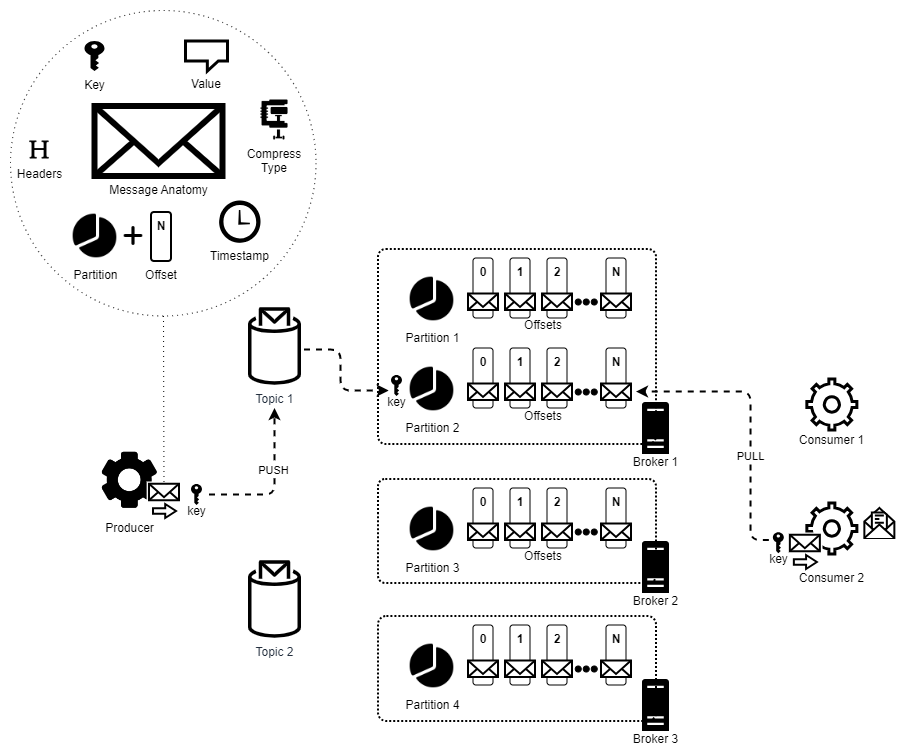 Key
Value
Compress
Type
H
Headers
Message Anatomy
N
Partition
Offset
Timestamp
0 1 2 N
Offsets
Partition 1
Topic 1
0 1 2 N
key
Offsets
Partition 2
Broker 1
Consumer 1
PUSH
PULL
key
Producer
0 1 2 N
Offsets
Partition 3
Broker 2
key
Consumer 2
Topic 2
0 1 2 N
Partition 4
Broker 3